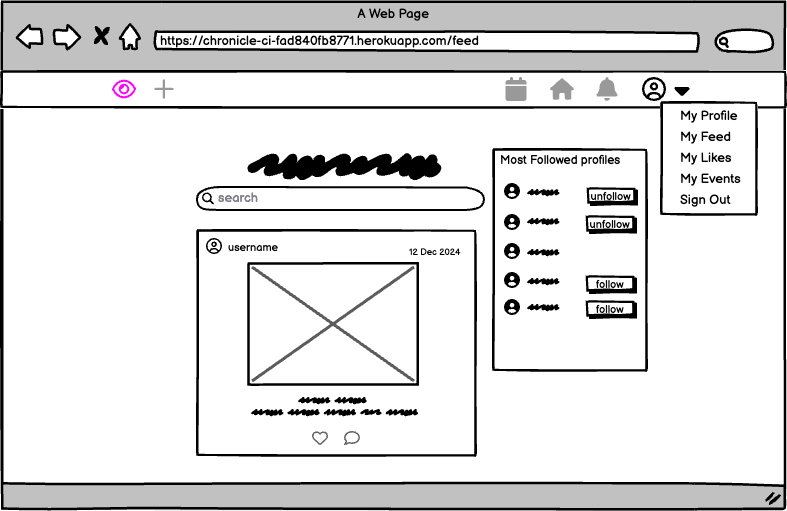 A Web Page
https://chronicle-ci-fad840fb8771.herokuapp.com/feed
My Profile
My Feed
My Likes
My Events
Sign Out
search
username
12 Dec 2024
Most Followed profiles
unfollow
unfollow
follow
follow